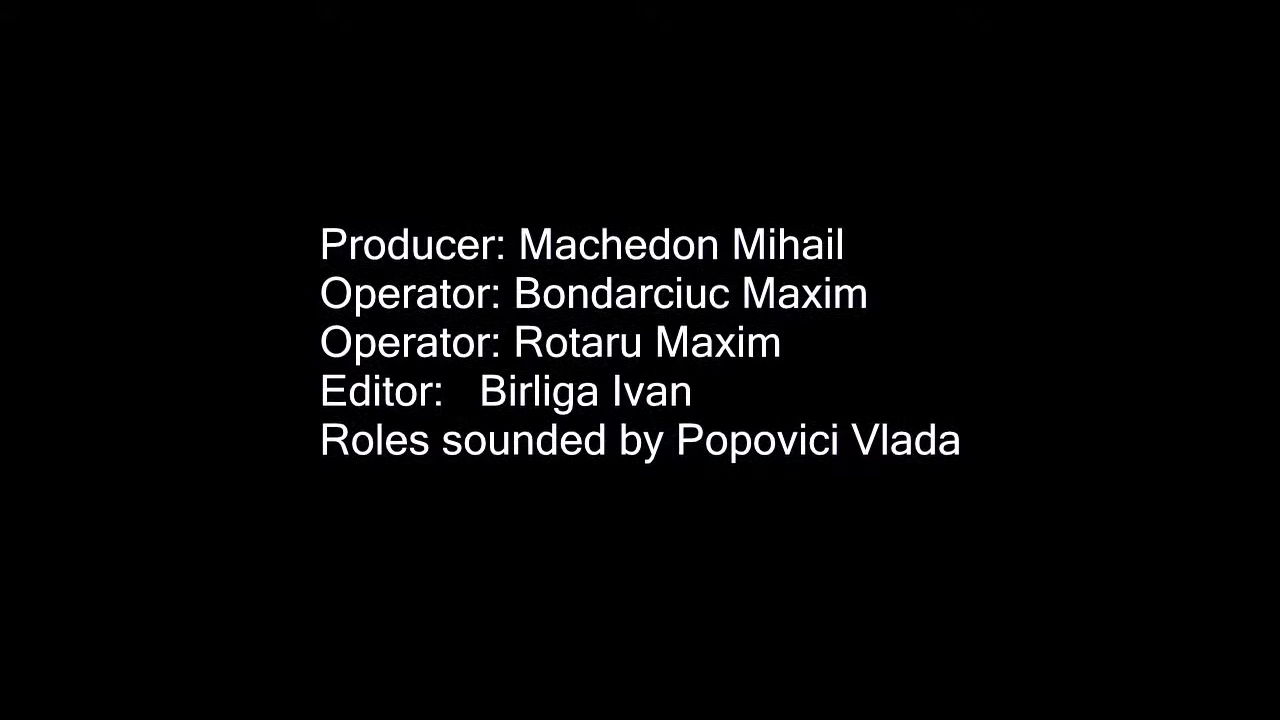 Producer: Machedon Mihail
Operator: Bondarciuc Maxim
Operator: Rotaru Maxim
Editor:   Birliga Ivan
Roles sounded by Popovici Vlada